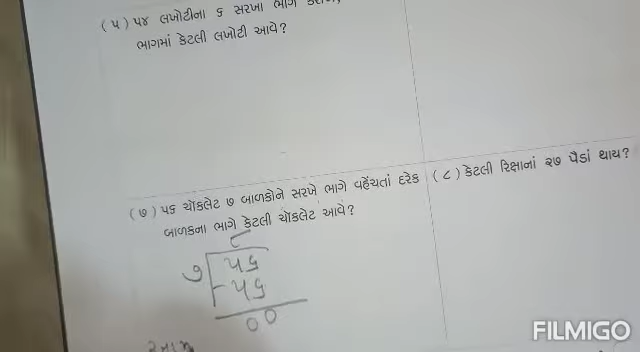 (૫) ૫૪ લખોટીના ૬ સરખા ભાગ
ભાગમાં કેટલી લખોટી આવે?
(૭) ૫૬ ચૉકલેટ ૭ બાળકોને સરખે ભાગે વહેંચતાં દરેક
બાળકના ભાગે કેટલી ચૉકલેટ આવે?
(૮) કેટલી રિક્ષાનાં ૨૭ પૈડાં થાય?
૮
૭ ૫૬
- ૫૬
૦૦
FILMIGO